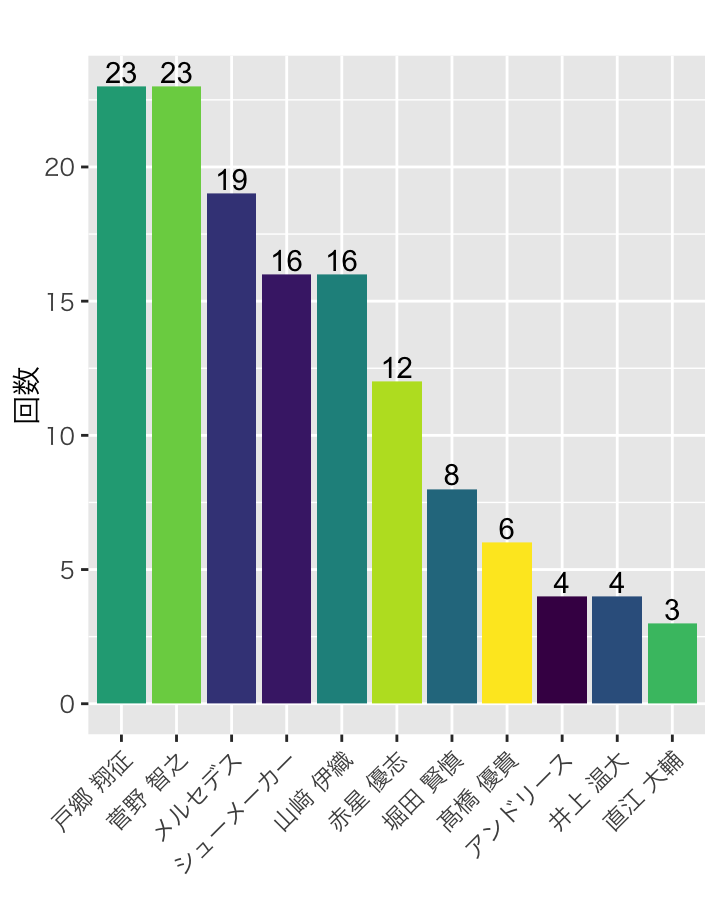 23 23
19
16 16
12
8
6
4 4
3
20
15
10
5
0
回数
戸郷 翔征
菅野 智之
メルセデス
シューメーカー
山﨑 伊織
赤星 優志
堀田 賢慎
髙橋 優貴
アンドリース
井上 温大
直江 大輔